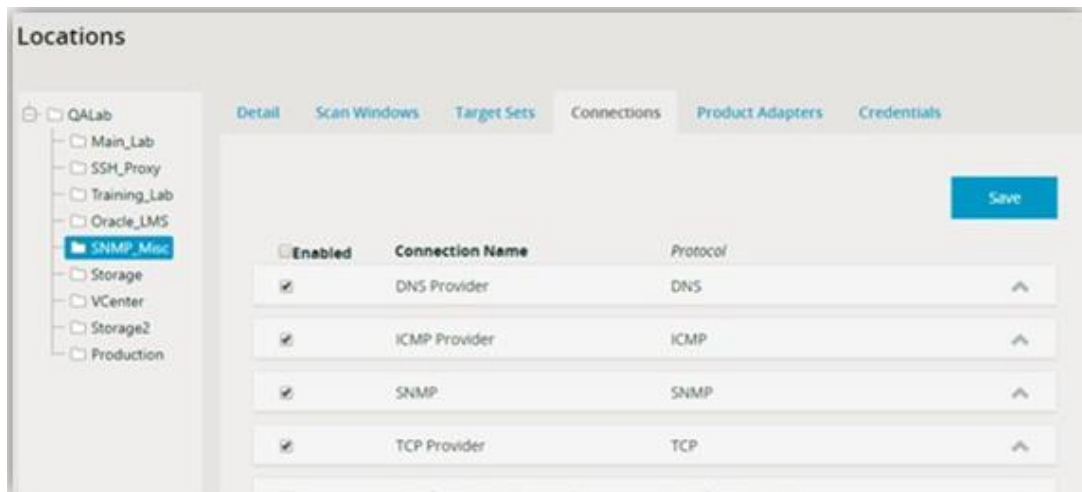 Locations
QALab
Main_Lab
SSH_Proxy
Training_Lab
Oracle_LMS
SNMP_Misc
Storage
VCenter
Storage2
Production
Detail Scan Windows Target Sets Connections Product Adapters Credentials
Save
Enabled Connection Name Protocol
DNS Provider DNS
ICMP Provider ICMP
SNMP SNMP
TCP Provider TCP